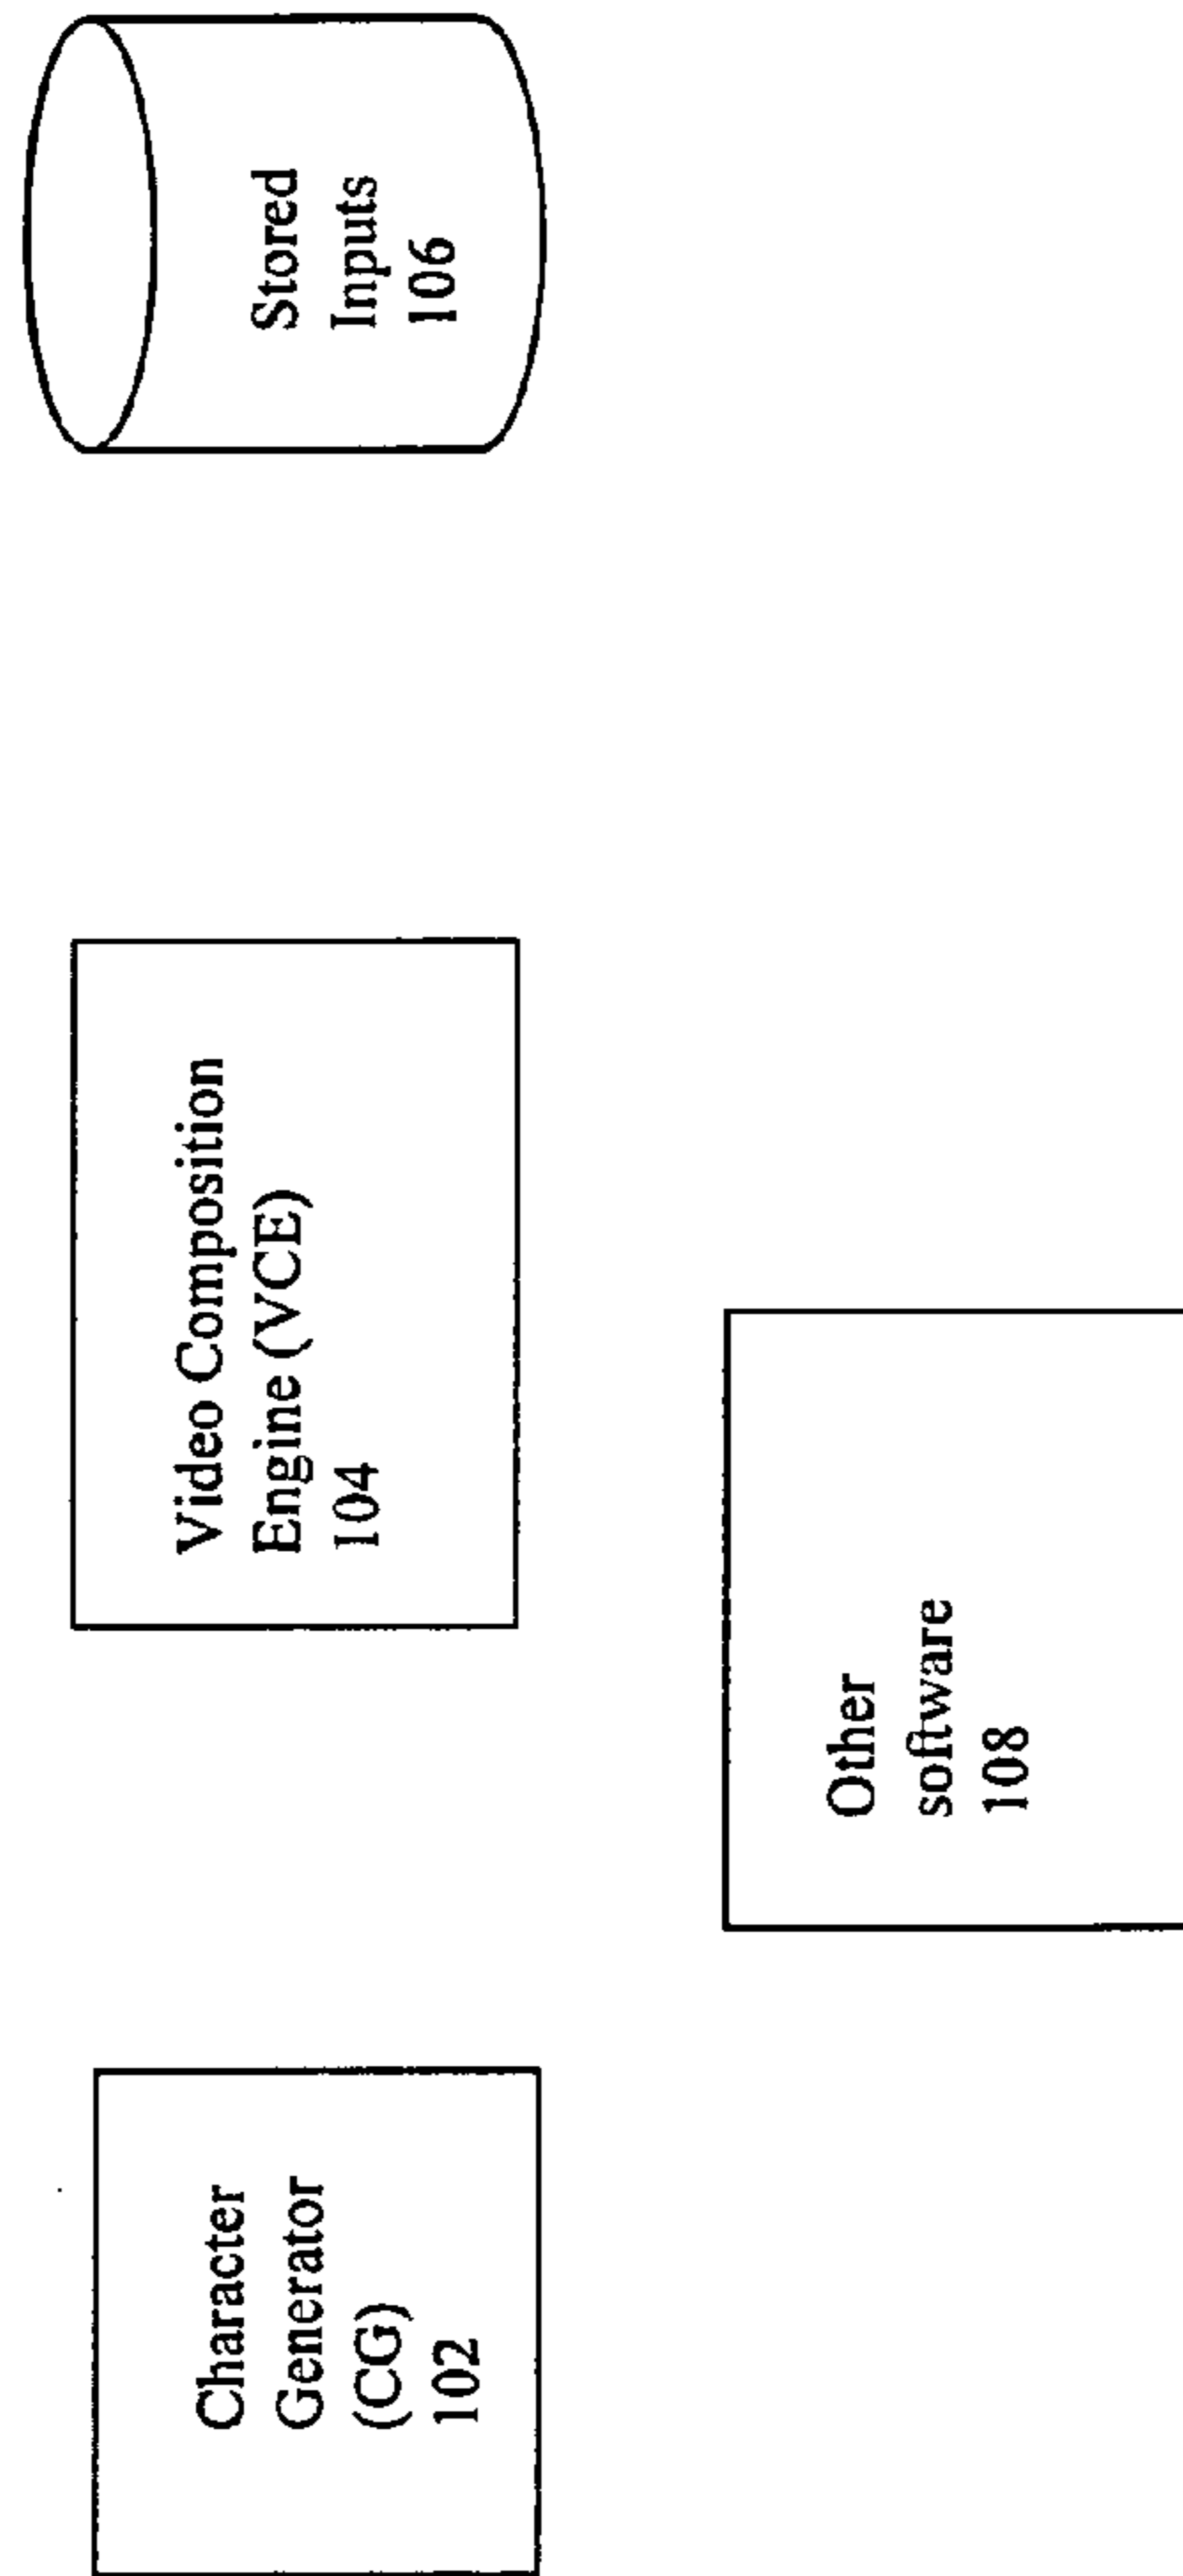 Character
Generator
(CG)
102
Video Composition
Engine (VCE)
104
Stored
Inputs
106
Other
software
108